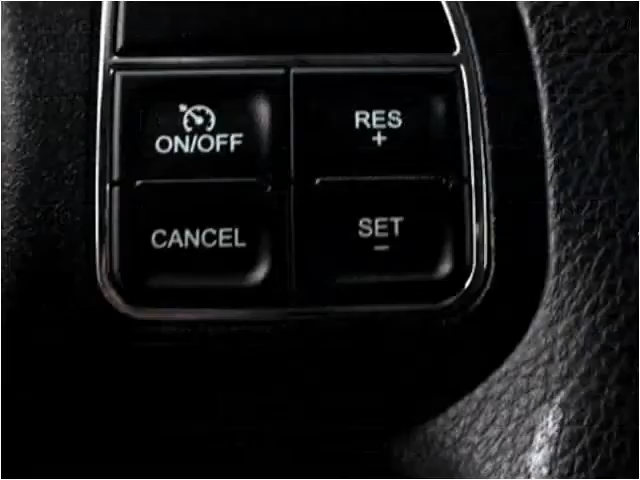 ON/OFF
RES
+
CANCEL
SET
–